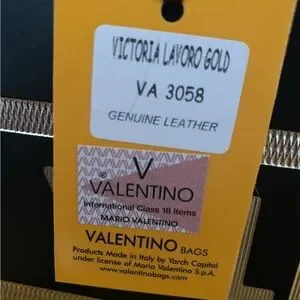 VICTORIA LAVORO GOLD
VA 3058
GENUINE LEATHER
V
VALENTINO
International Class 18 Items
MARIO VALENTINO
VALENTINO BAGS
Products Made in Italy by Yarch Capital
under license of Mario Valentino S.p.A.
www.valentinobags.com